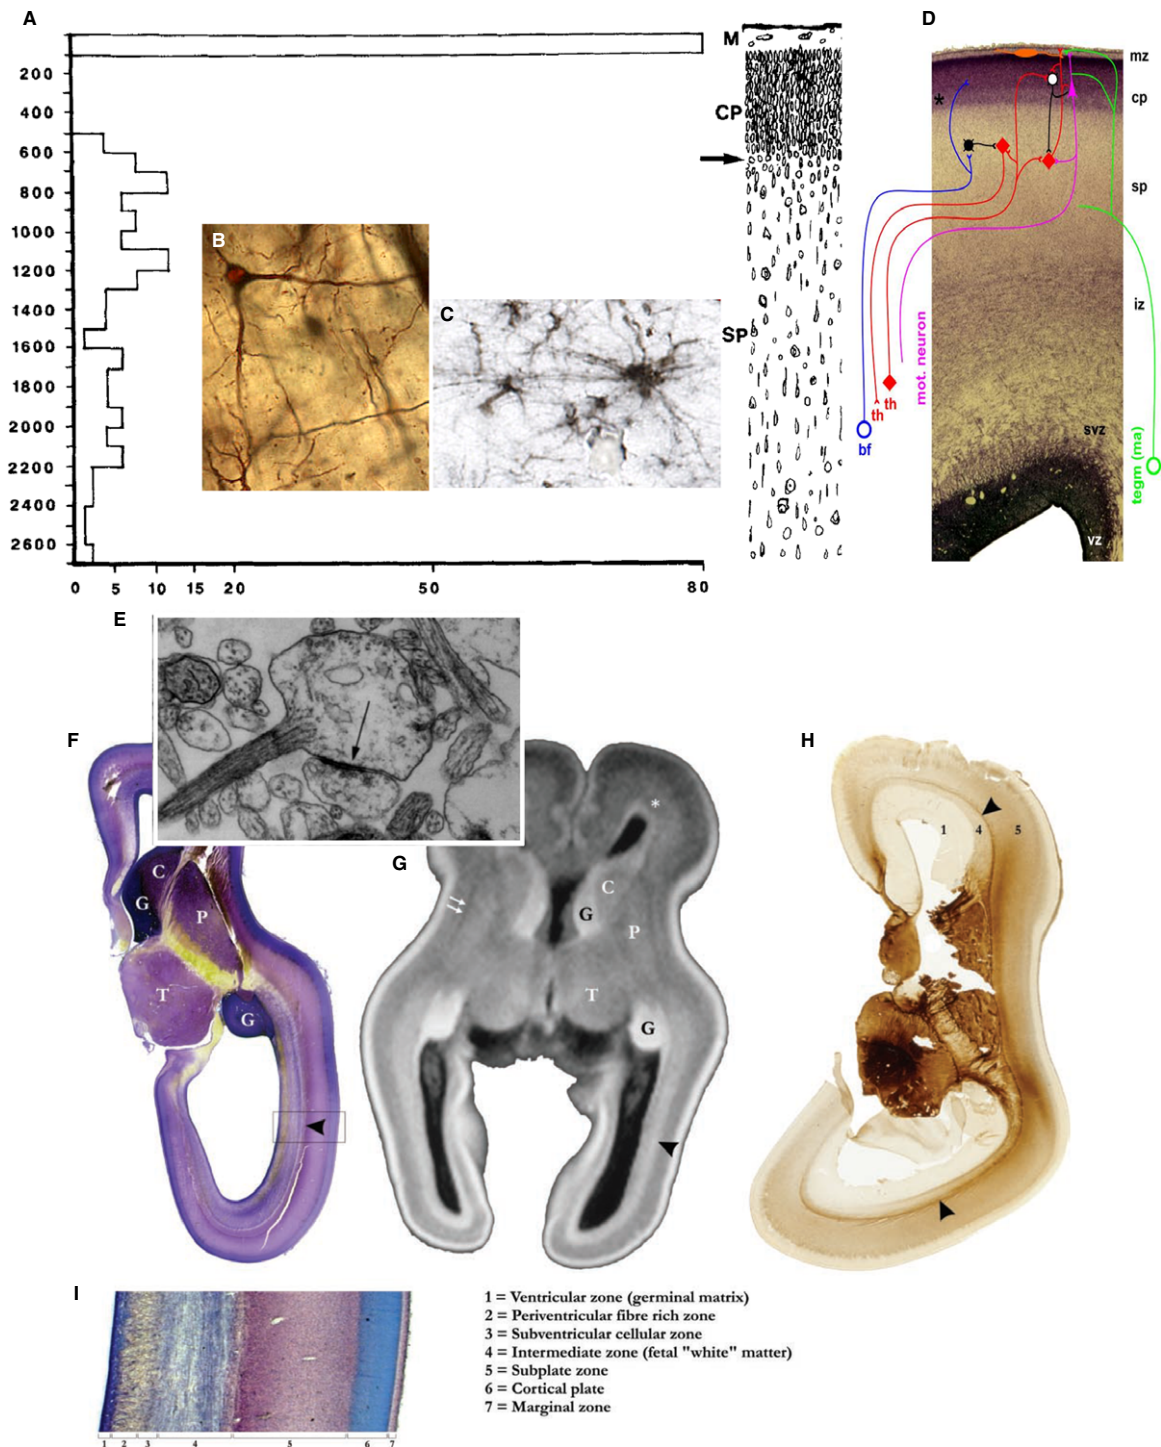 A
200
400
600
800
1000
1200
1400
1600
1800
2000
2200
2400
2600
0 5 10 15 20 50 80
B
C
M
CP
SP
D
mz
cp
sp
iz
svz
vz
*
bf
th
th
mot. neuron
tegm (ma)
E
F
C
G
P
T
G
G
*
C
G
P
T
G
H
1 4 5
I
1 2 3 4 5 6 7
1 = Ventricular zone (germinal matrix)
2 = Periventricular fibre rich zone
3 = Subventricular cellular zone
4 = Intermediate zone (fetal "white" matter)
5 = Subplate zone
6 = Cortical plate
7 = Marginal zone